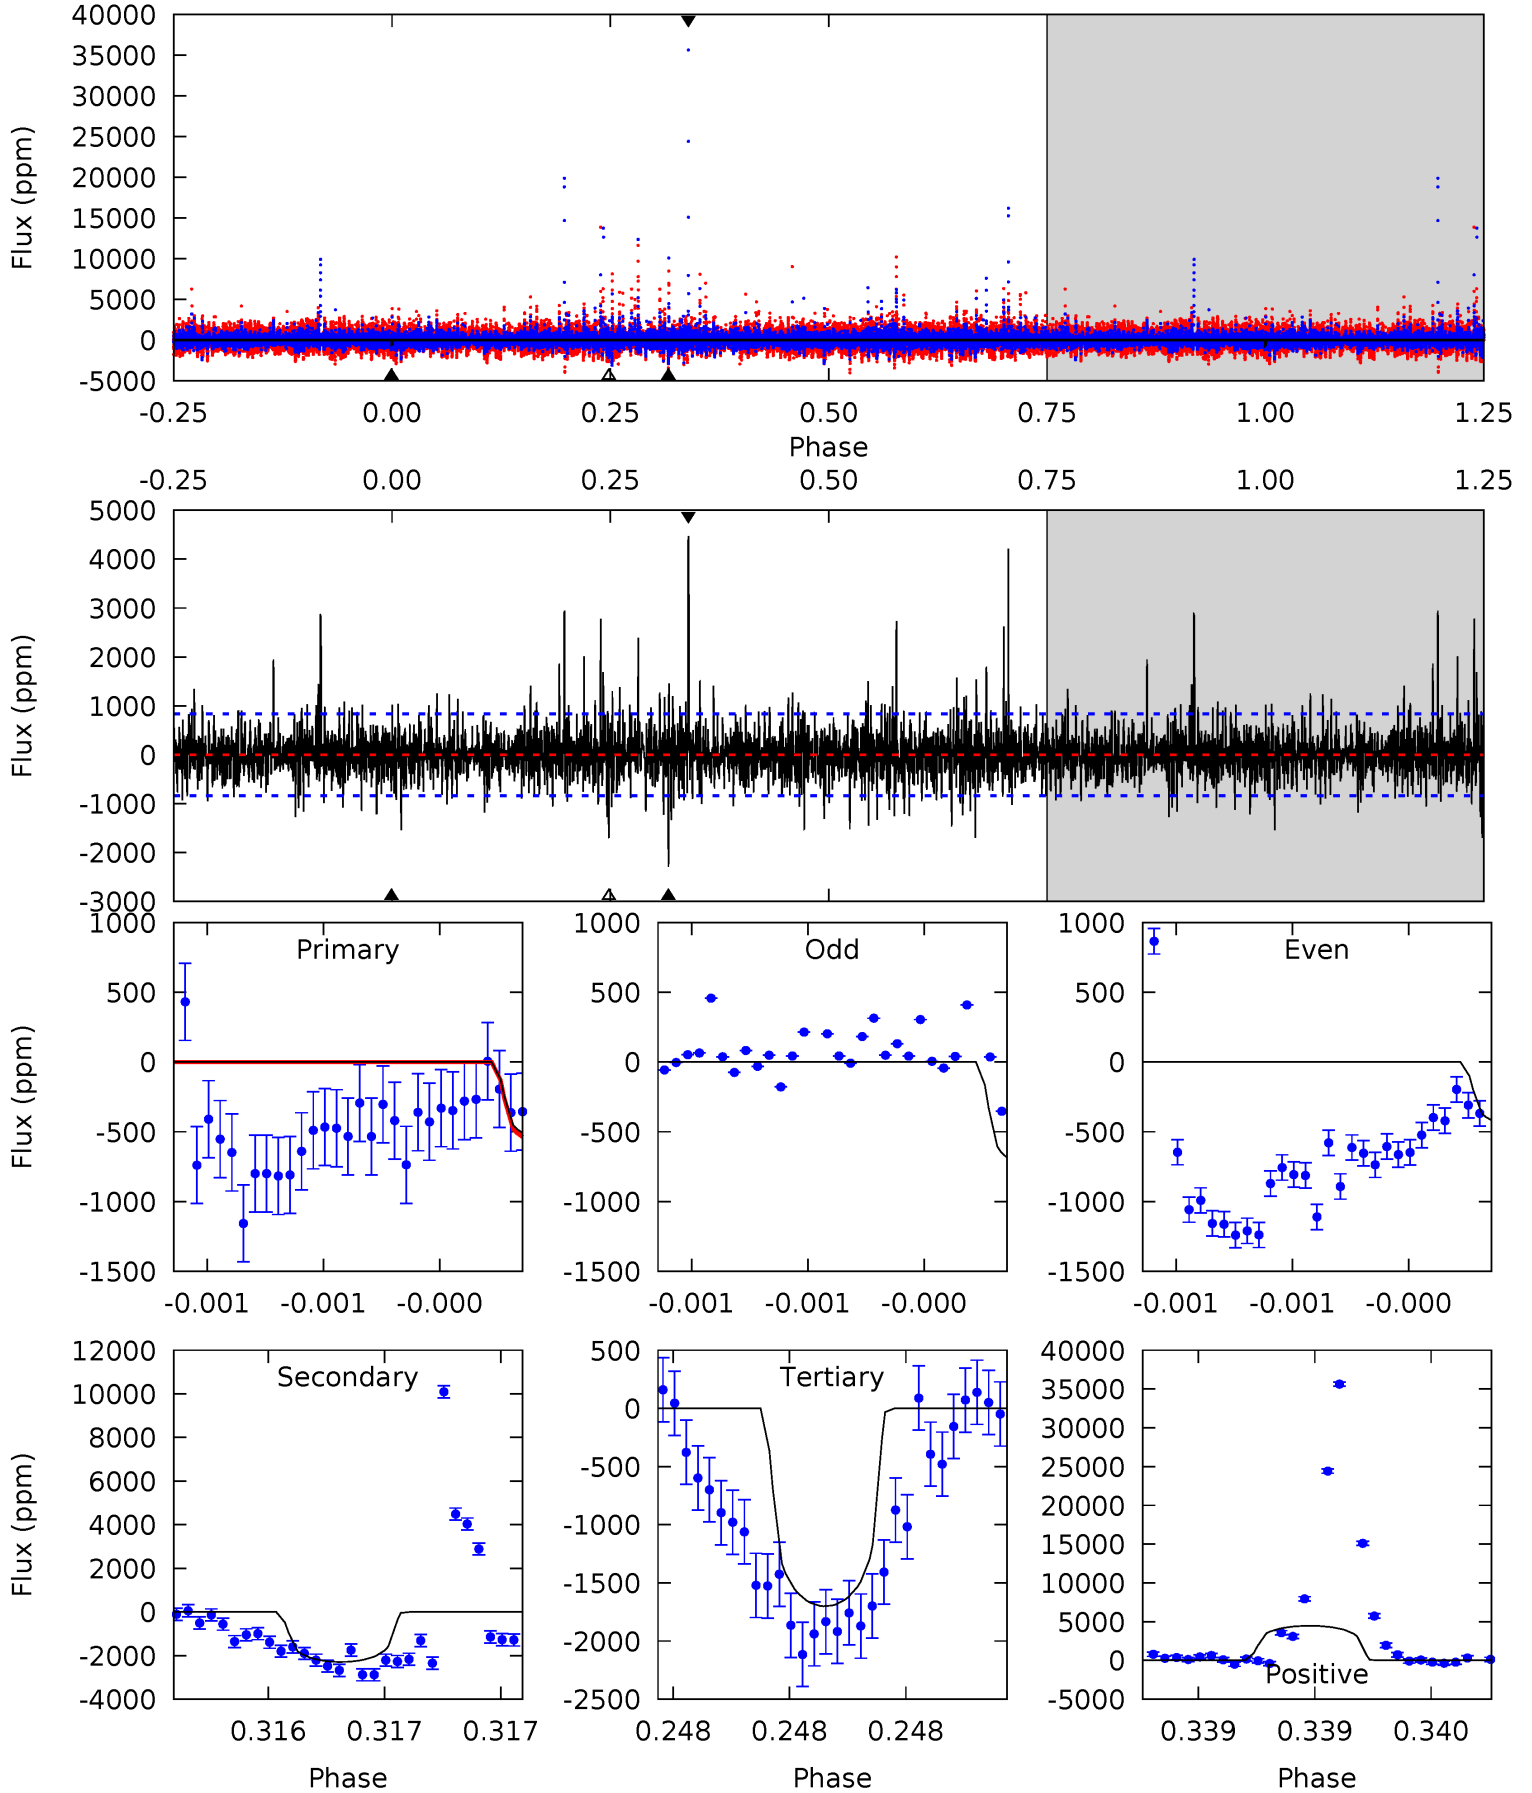 40000
35000
30000
25000
20000
15000
10000
5000
0
-5000
Flux (ppm)
-0.25 0.00 0.25 0.50 0.75 1.00 1.25
Phase
-0.25 0.00 0.25 0.50 0.75 1.00 1.25
5000
4000
3000
2000
1000
0
-1000
-2000
-3000
Flux (ppm)
Primary
1000
500
0
-500
-1000
-1500
Flux (ppm)
-0.001 -0.001 -0.000
Odd
1000
500
0
-500
-1000
-1500
-0.001 -0.001 -0.000
Even
1000
500
0
-500
-1000
-1500
-0.001 -0.001 -0.000
Secondary
12000
10000
8000
6000
4000
2000
0
-2000
-4000
Flux (ppm)
0.316 0.317 0.317
Phase
Tertiary
500
0
-500
-1000
-1500
-2000
-2500
0.248 0.248 0.248
Phase
40000
35000
30000
25000
20000
15000
10000
5000
0
-5000
Positive
0.339 0.339 0.340
Phase